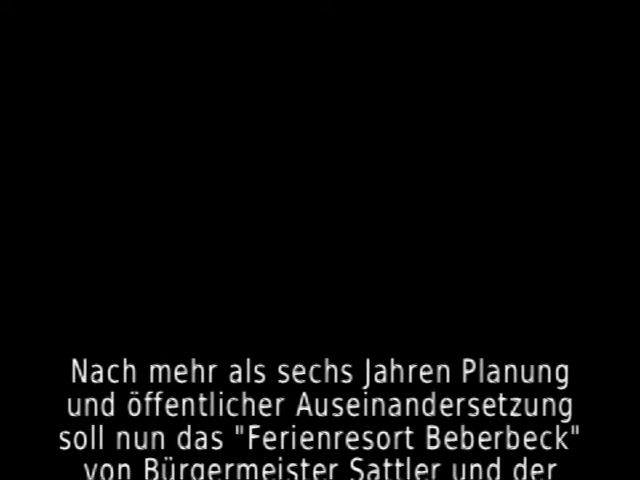 Nach mehr als sechs Jahren Planung
und öffentlicher Auseinandersetzung
soll nun das "Ferienresort Beberbeck"
von Bürgermeister Sattler und der